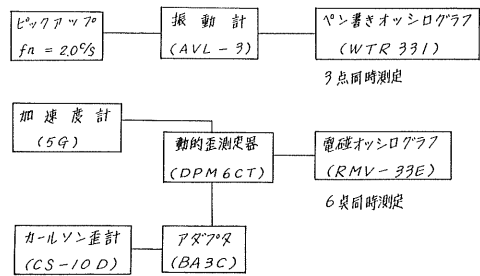 ピックアップ
fn = 2.0c/s
振動計
(AVL-3)
ペン書きオッシログラフ
(WTR 331)
3点同時測定
加速度計
(5G)
動的歪測定器
(DPM6CT)
電磁オッシログラフ
(RMV-33E)
6点同時測定
カールソン歪計
(CS-10D)
アダプタ
(BA3C)